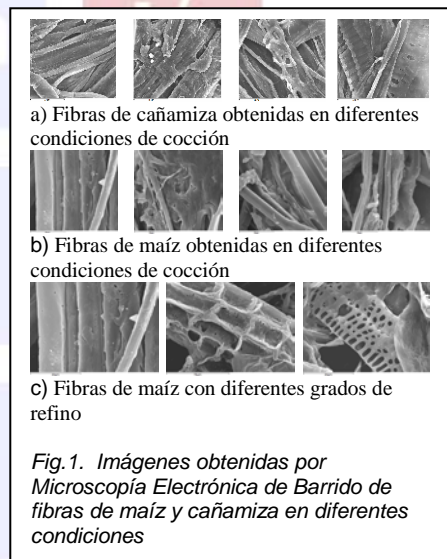 a) Fibras de cañamiza obtenidas en diferentes
condiciones de cocción
b) Fibras de maíz obtenidas en diferentes
condiciones de cocción
c) Fibras de maíz con diferentes grados de
refino
Fig.1. Imágenes obtenidas por
Microscopía Electrónica de Barrido de
fibras de maíz y cañamiza en diferentes
condiciones